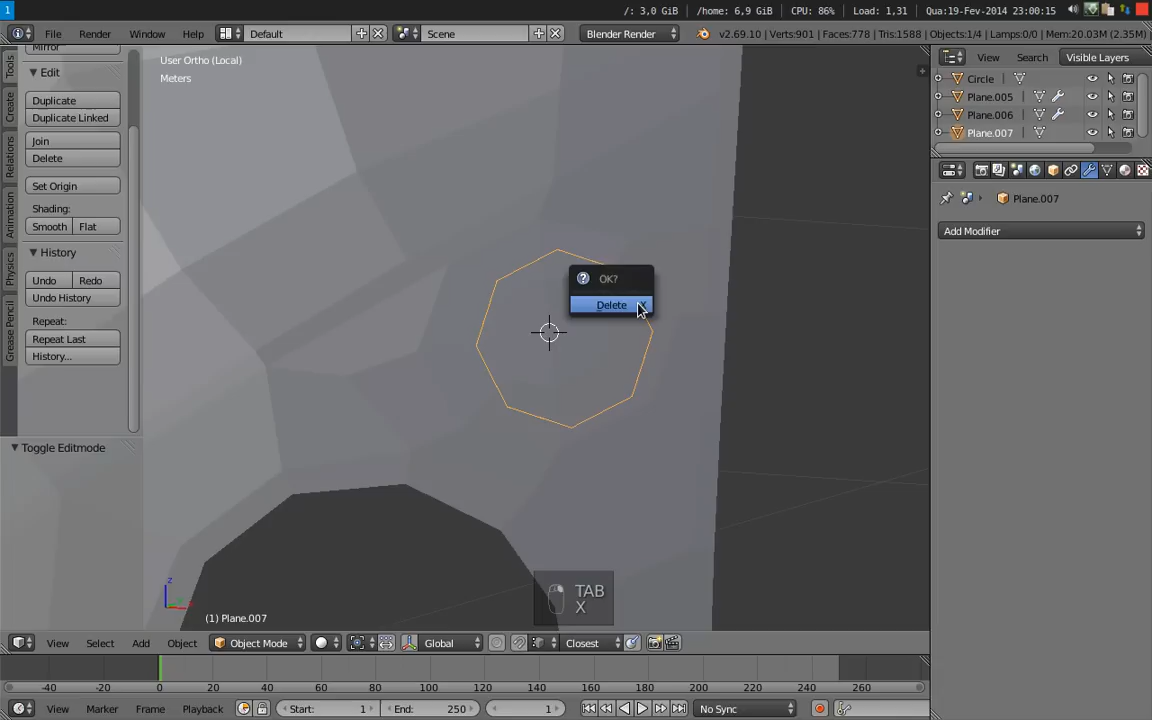 1
/: 3,0 GiB | /home: 6,9 GiB | CPU: 86% | Load: 1,31 | Qua:19-Fev-2014 23:00:15
File Render Window Help Default Scene Blender Render v2.69.10 | Verts:901 | Faces:778 | Tris:1588 | Objects:1/4 | Lamps:0/0 | Mem:20.03M (2.35M)
Mirror
Edit
Duplicate
Duplicate Linked
Join
Delete
Set Origin
Shading:
Smooth Flat
History
Undo Redo
Undo History
Repeat:
Repeat Last
History...
Toggle Editmode
Tools
Create
Relations
Animation
Physics
Grease Pencil
User Ortho (Local)
Meters
OK?
Delete X
TAB
X
z
(1) Plane.007
View Search Visible Layers
Circle
Plane.005
Plane.006
Plane.007
Plane.007
Add Modifier
View Select Add Object Object Mode Global Closest
-40 -20 0 20 40 60 80 100 120 140 160 180 200 220 240 260
View Marker Frame Playback Start: 1 End: 250 1 No Sync